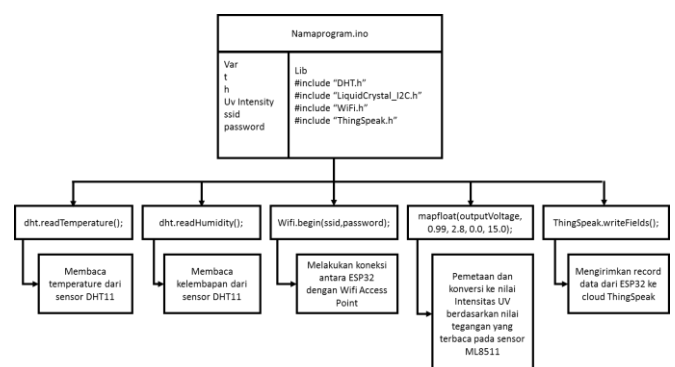 Namaprogram.ino
Var
t
h
Uv Intensity
ssid
password
Lib
#include "DHT.h"
#include "LiquidCrystal_I2C.h"
#include "WiFi.h"
#include "ThingSpeak.h"
dht.readTemperature();
dht.readHumidity();
Wifi.begin(ssid,password);
mapfloat(outputVoltage,
0.99, 2.8, 0.0, 15.0);
ThingSpeak.writeFields();
Membaca
temperature dari
sensor DHT11
Membaca
kelembapan dari
sensor DHT11
Melakukan koneksi
antara ESP32
dengan Wifi Access
Point
Pemetaan dan
konversi ke nilai
Intensitas UV
berdasarkan nilai
tegangan yang
terbaca pada sensor
ML8511
Mengirimkan record
data dari ESP32 ke
cloud ThingSpeak